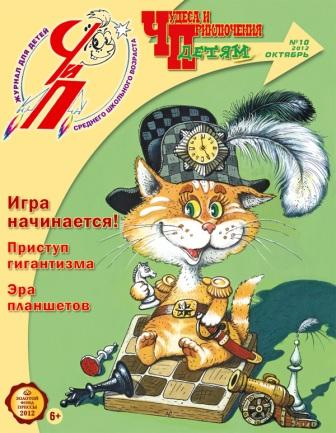 ЖУРНАЛ ДЛЯ ДЕТЕЙ
СРЕДНЕГО ШКОЛЬНОГО ВОЗРАСТА
ЧиП
ЧУДЕСА И
ПРИКЛЮЧЕНИЯ
ДЕТЯМ
№10
2012
ОКТЯБРЬ
Игра
начинается!
Приступ
гигантизма
Эра
планшетов
ЗОЛОТОЙ
ФОНД
ПРЕССЫ
2012
6+